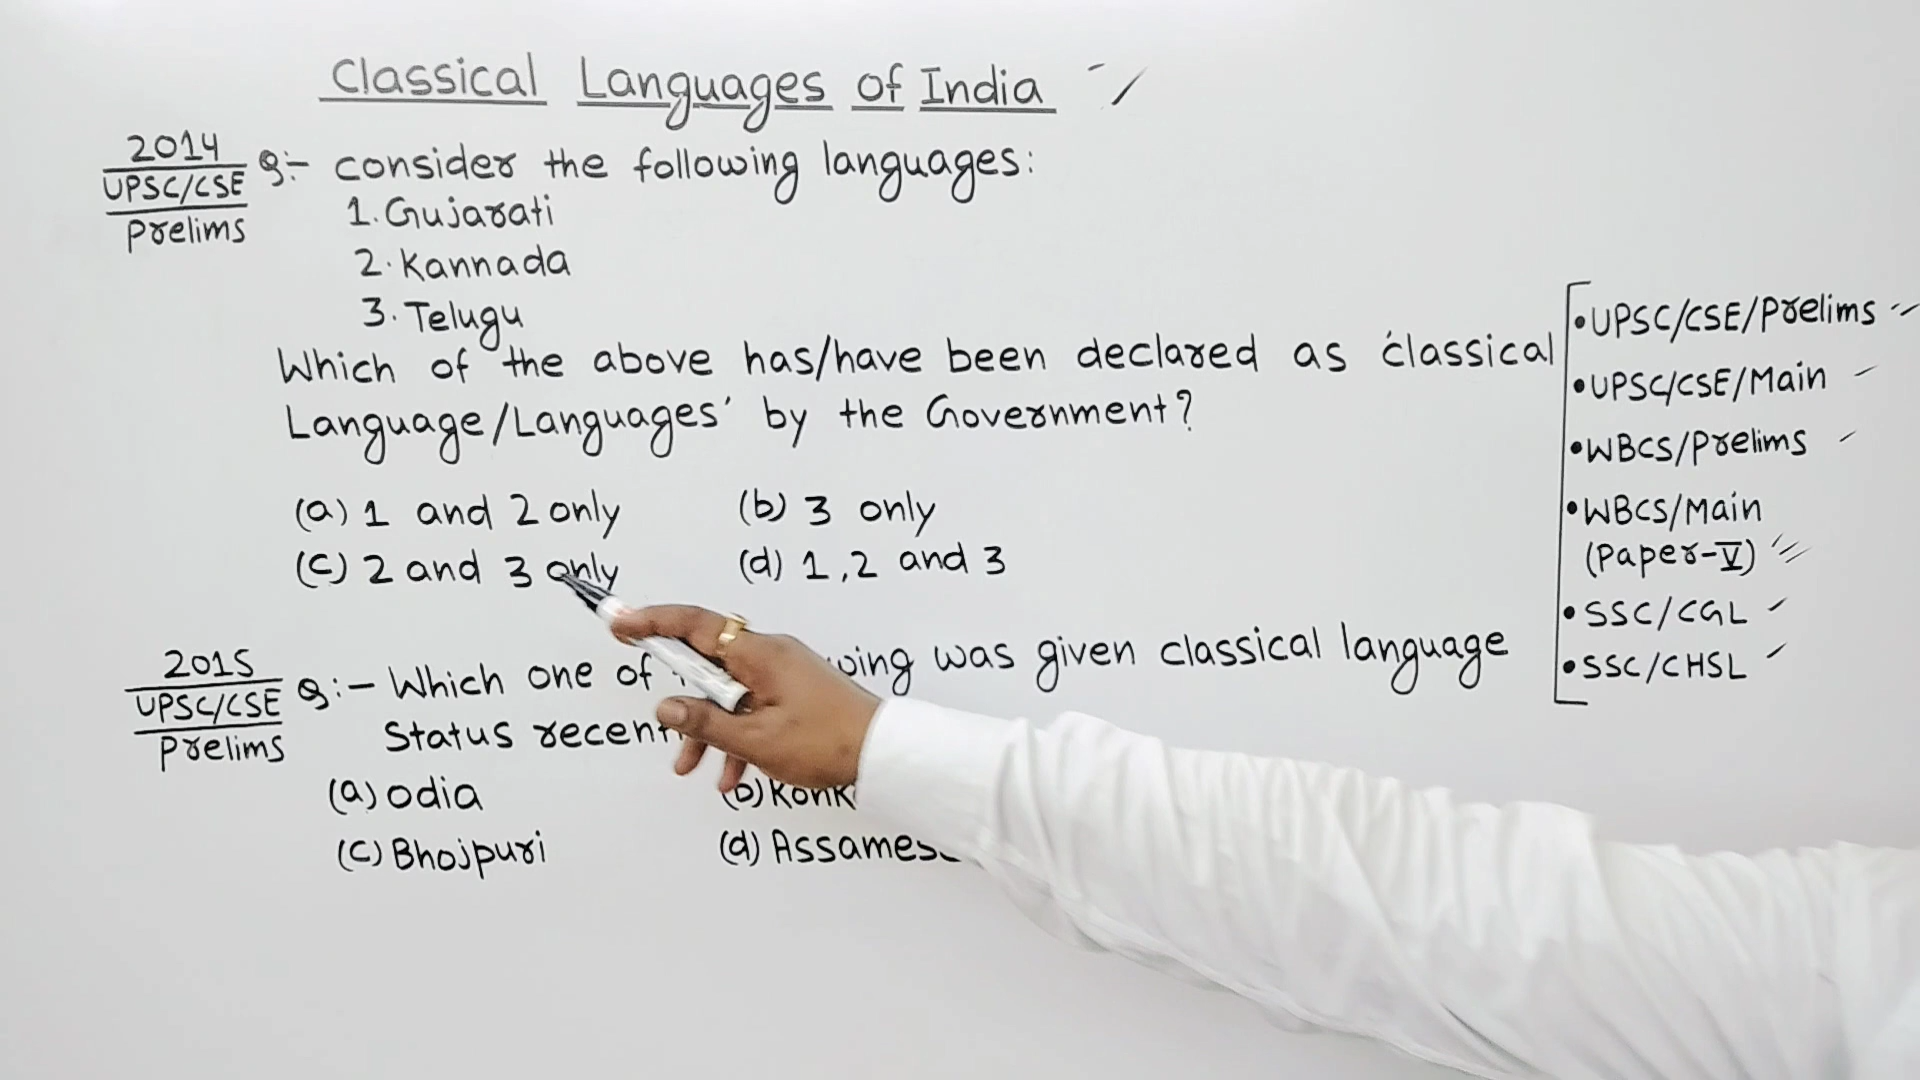 Classical Languages of India
2014
UPSC/CSE
Prelims
Q:- Consider the following languages:
1. Gujarati
2. Kannada
3. Telugu
Which of the above has/have been declared as 'classical
Language/Languages' by the Government?
(a) 1 and 2 only
(b) 3 only
(c) 2 and 3 only
(d) 1, 2 and 3
2015
UPSC/CSE
Prelims
Q:- Which one of was given classical language
Status
(a) Odia
(c) Bhojpuri
(d) Assamese
• UPSC/CSE/Prelims
• UPSC/CSE/Main
• WBCS/Prelims
• WBCS/Main
(Paper-V)
• SSC/CGL
• SSC/CHSL